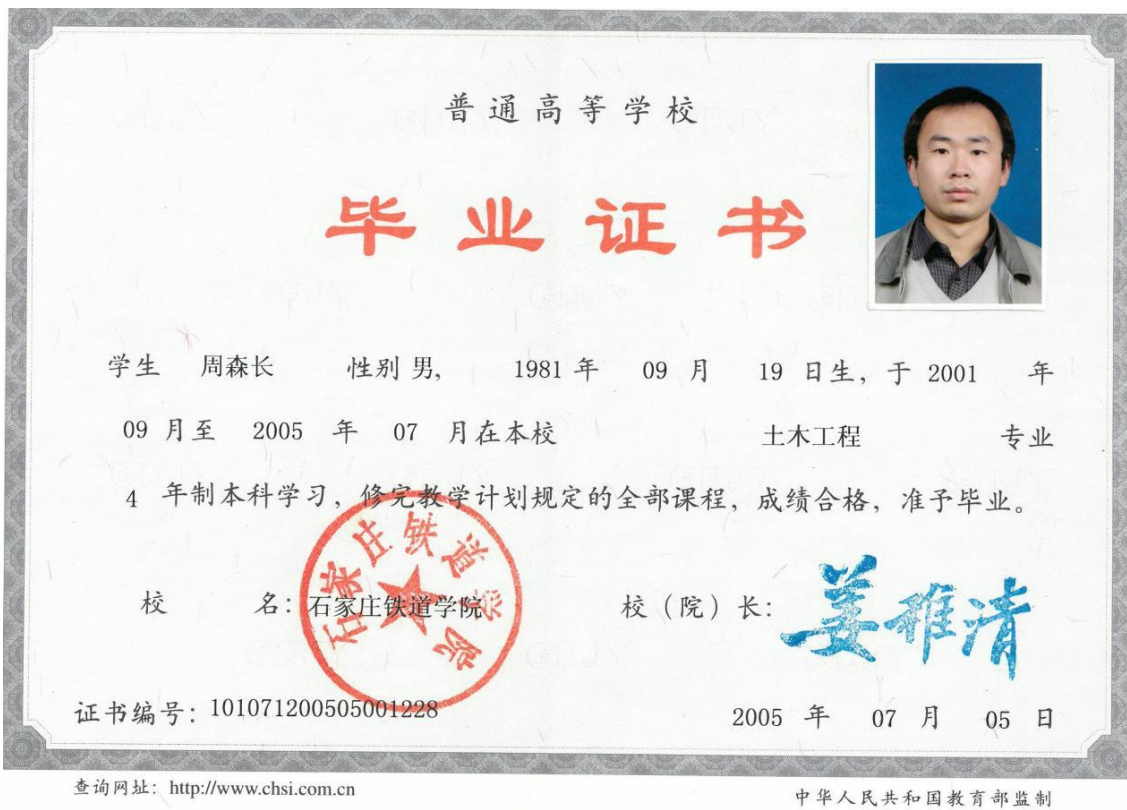 普通高等学校
毕业证书
学生 周森长 性别 男, 1981 年 09 月 19 日生，于 2001 年
09 月至 2005 年 07 月在本校 土木工程 专业
4 年制本科学习，修完教学计划规定的全部课程，成绩合格，准予毕业。
石家庄铁道学院
校 名：石家庄铁道学院 校（院）长：
证书编号：101071200505001228 2005 年 07 月 05 日
查询网址：http://www.chsi.com.cn 中华人民共和国教育部监制